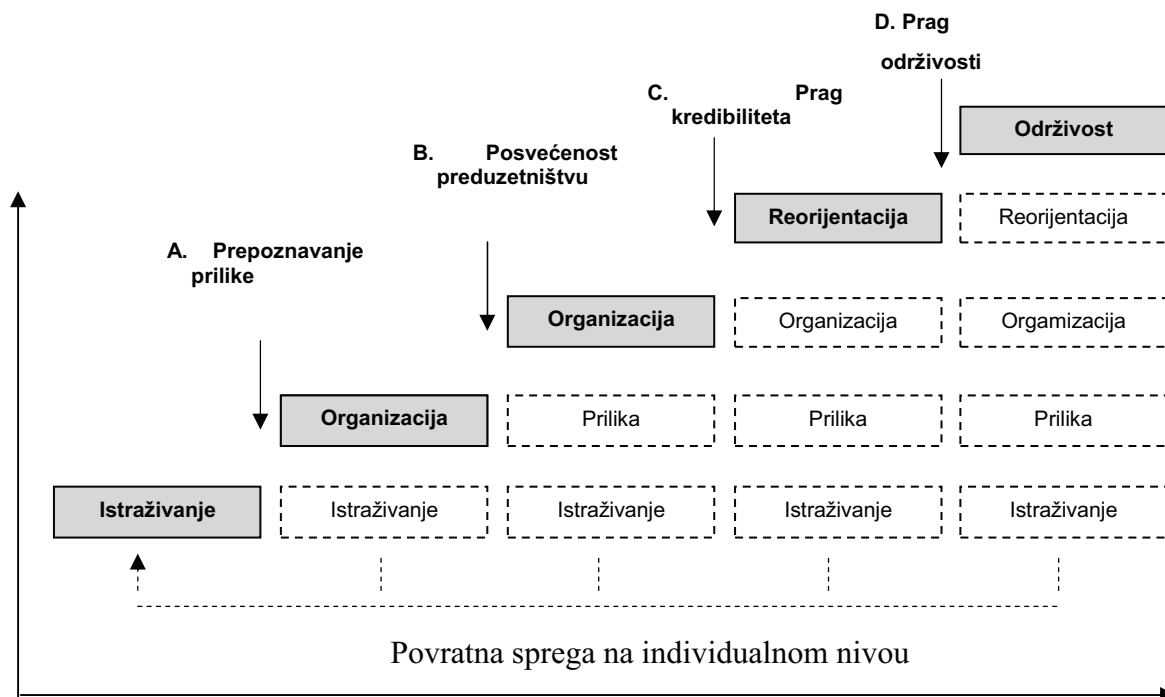 D. Prag
održivosti
C. Prag
kredibiliteta
Održivost
B. Posvećenost
preduzetništvu
Reorijentacija
Reorijentacija
A. Prepoznavanje
prilike
Organizacija
Organizacija
Orgamizacija
Organizacija
Prilika
Prilika
Prilika
Istraživanje
Istraživanje
Istraživanje
Istraživanje
Istraživanje
Povratna sprega na individualnom nivou